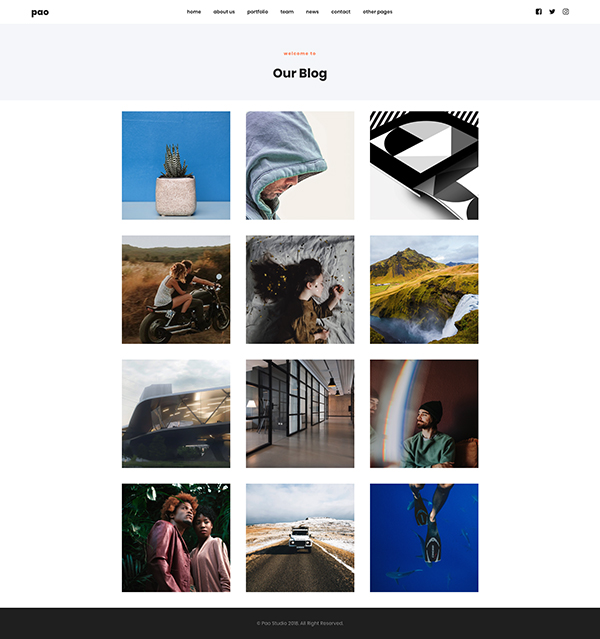 pao
home about us portfolio team news contact other pages
welcome to
Our Blog
© Pao Studio 2018, All Right Reserved.